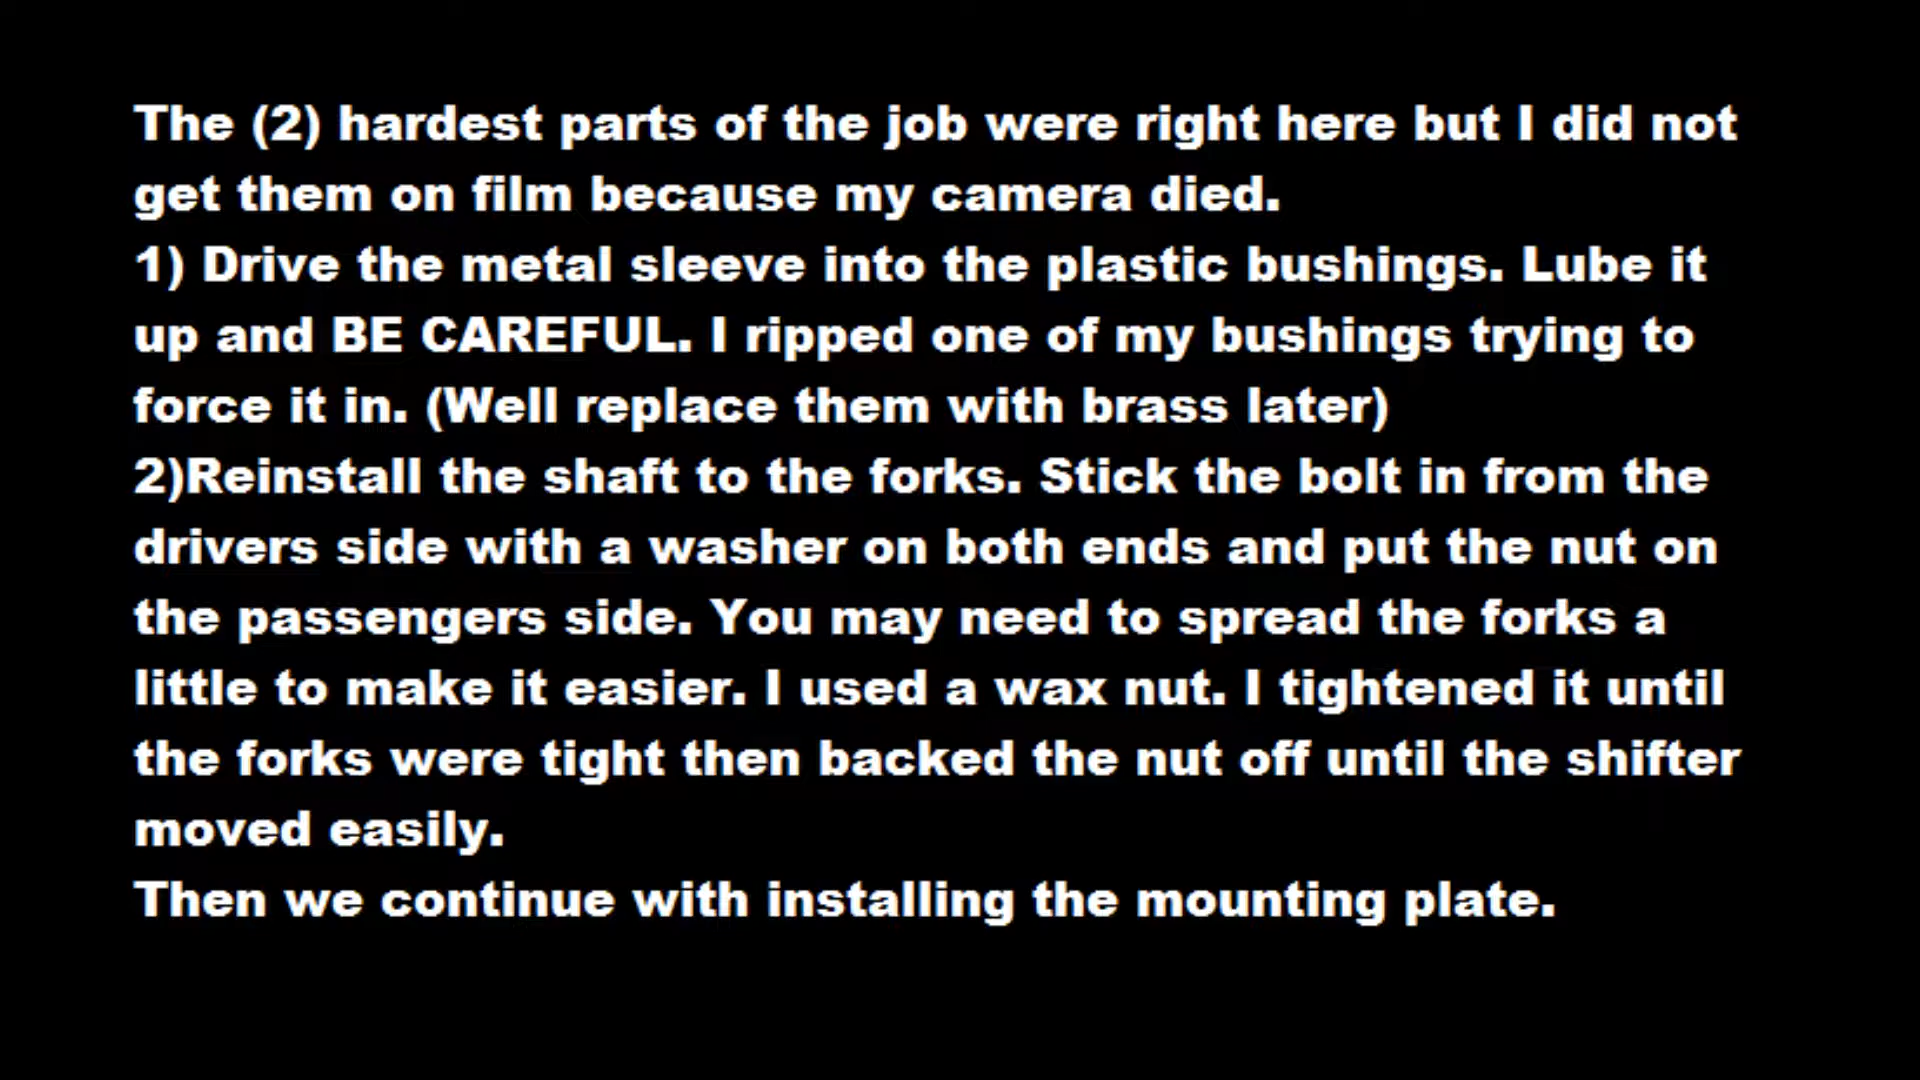 The (2) hardest parts of the job were right here but I did not
get them on film because my camera died.
1) Drive the metal sleeve into the plastic bushings. Lube it
up and BE CAREFUL. I ripped one of my bushings trying to
force it in. (Well replace them with brass later)
2)Reinstall the shaft to the forks. Stick the bolt in from the
drivers side with a washer on both ends and put the nut on
the passengers side. You may need to spread the forks a
little to make it easier. I used a wax nut. I tightened it until
the forks were tight then backed the nut off until the shifter
moved easily.
Then we continue with installing the mounting plate.